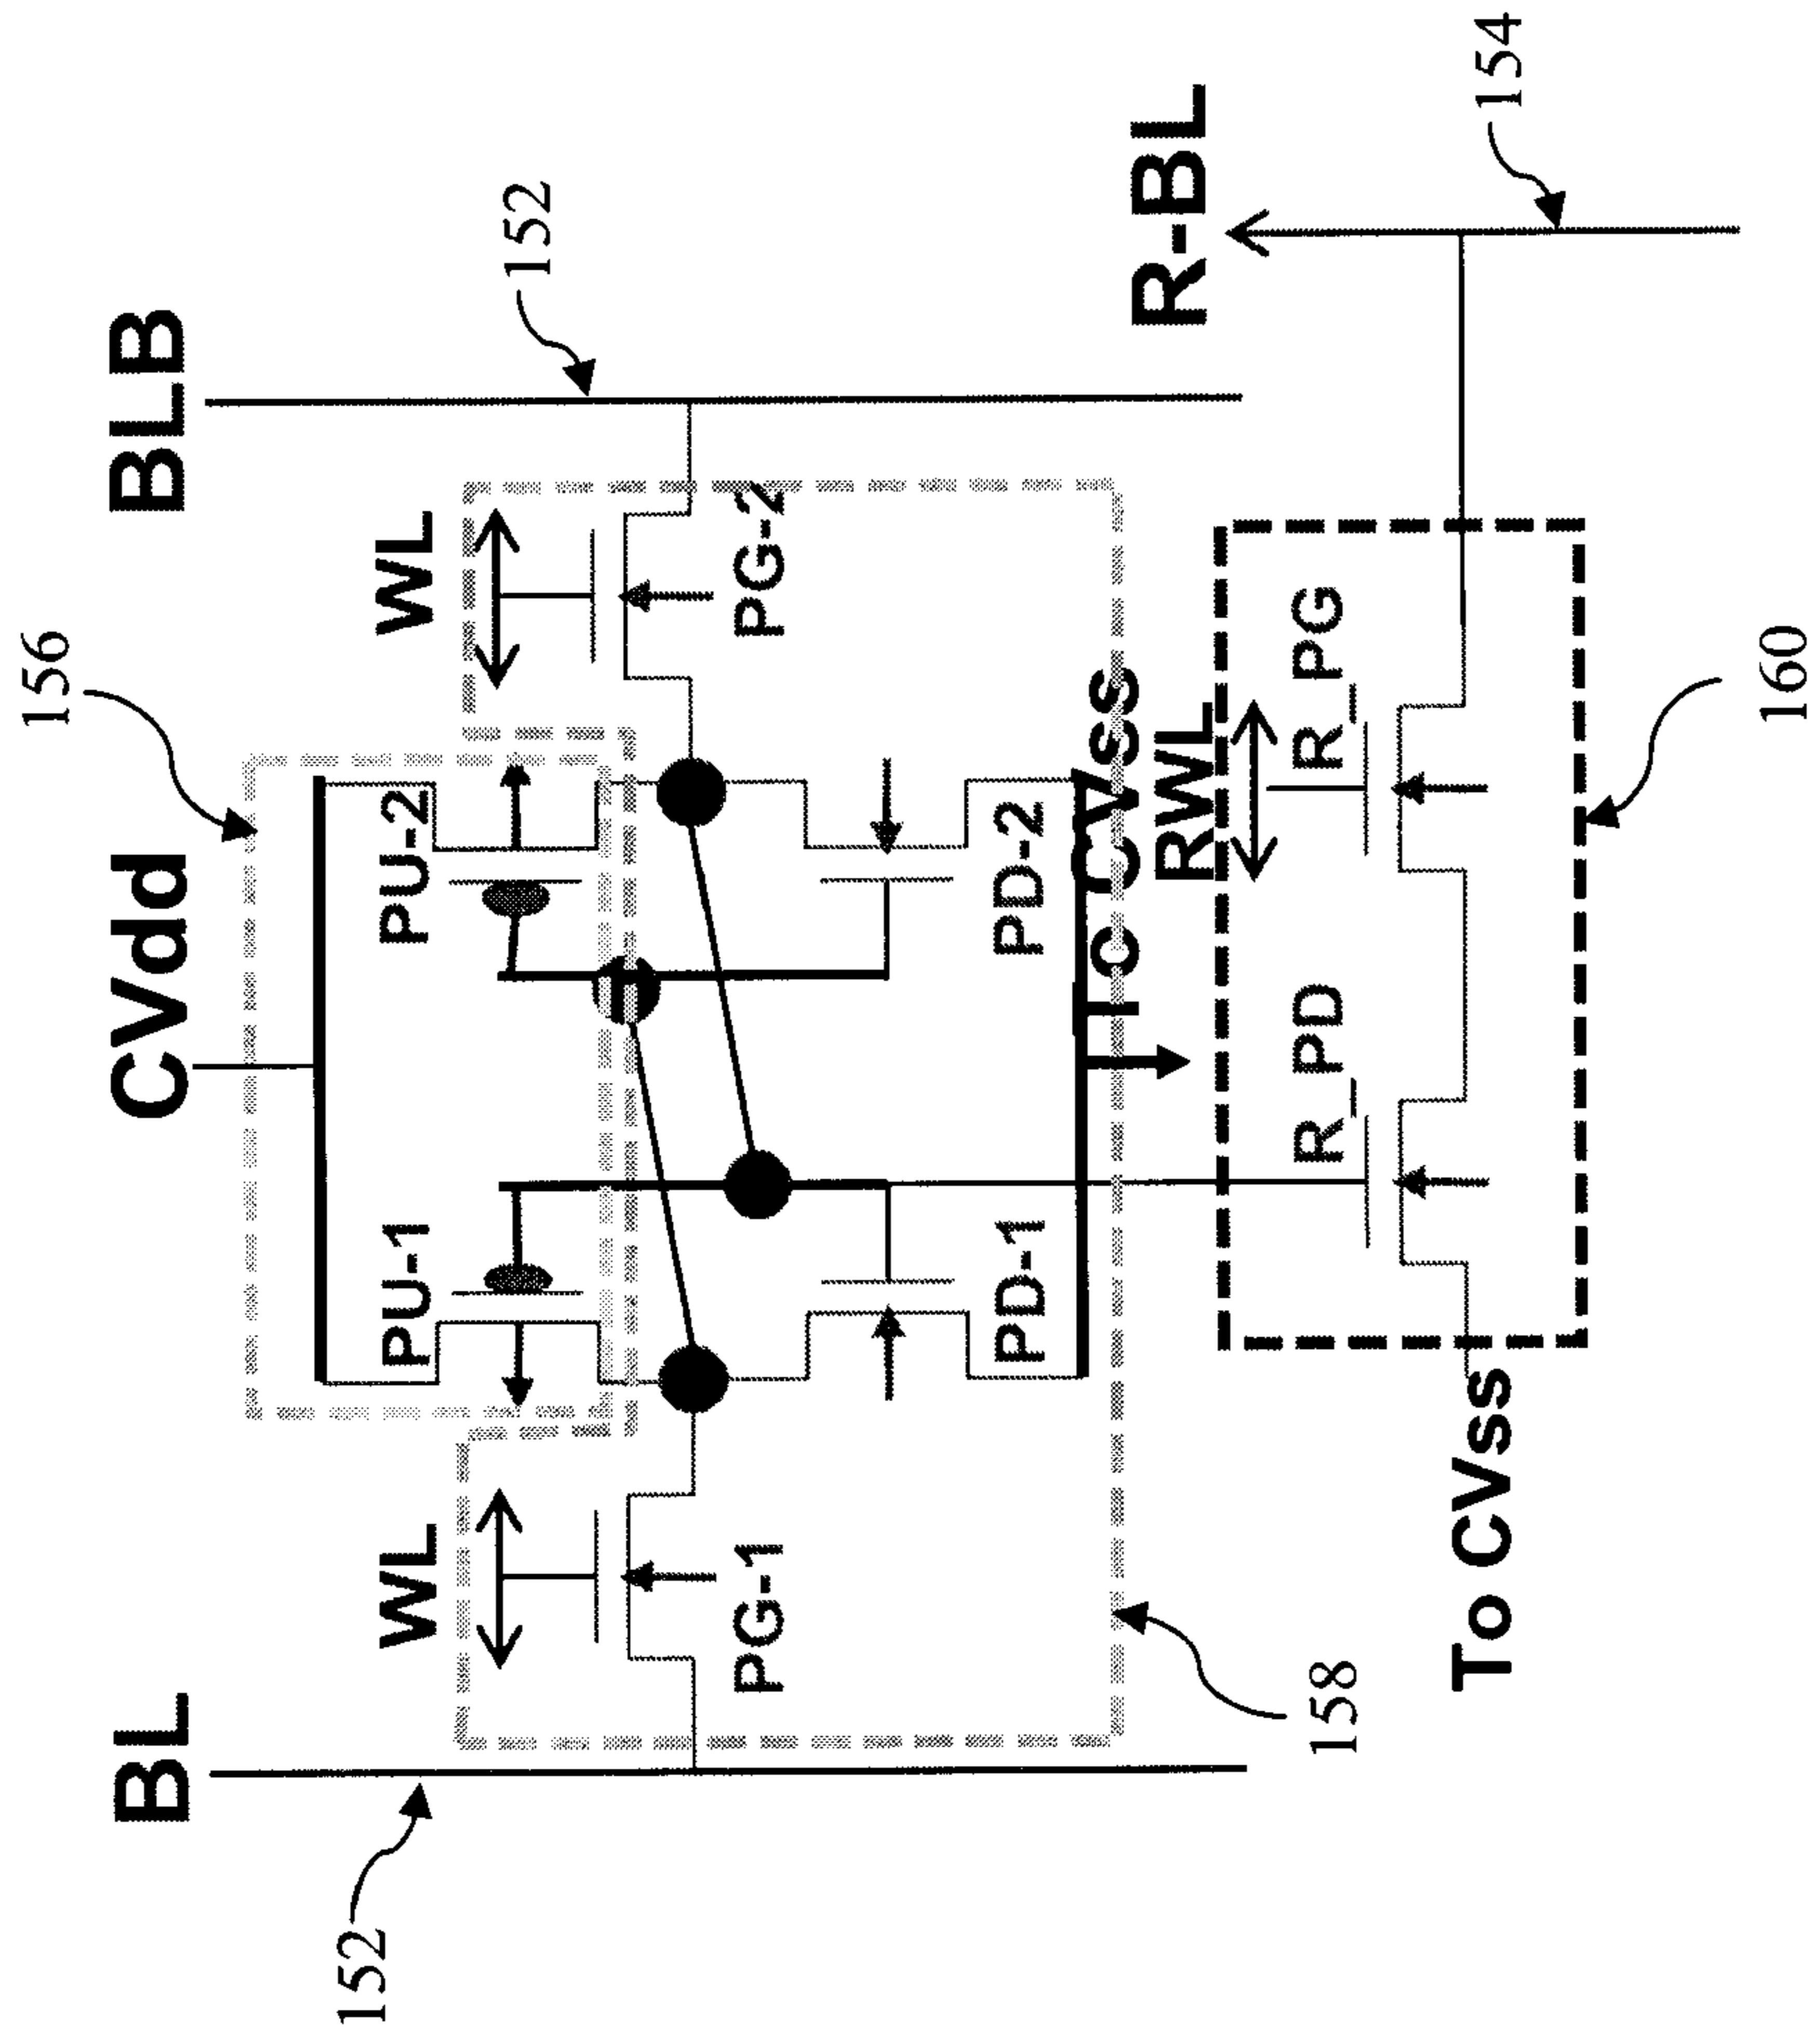 156
CVdd
BL
BLB
152
152
WL
WL
PU-1
PU-2
PG-1
PG-2
PD-1
PD-2
To CVss
RWL
R-BL
154
R_PD
R_PG
158
To CVss
160